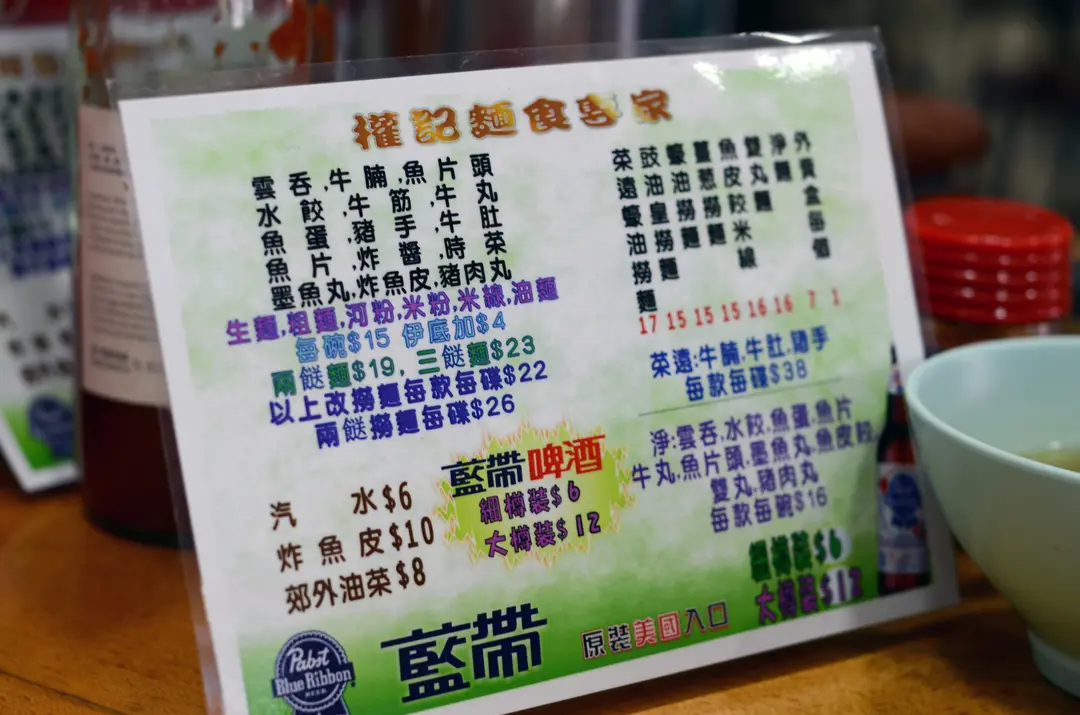 權記麵食專家
雲吞,牛腩,魚片頭
水餃,牛筋,牛丸
魚蛋,豬手,牛肚
魚片,炸醬,時菜
墨魚丸,炸魚皮,豬肉丸
生麵,粗麵,河粉,米粉,米線,油麵
每碗$15 伊底加$4
兩餸麵$19, 三餸麵$23
以上改撈麵每款每碟$22
兩餸撈麵每碟$26
菜遠蠔油撈麵
豉油皇撈麵
蠔油撈麵
薑葱撈麵
魚皮餃米線
雙丸麵
淨麵
外賣盒每個
17 15 15 15 16 16 7 1
菜遠:牛腩,牛肚,豬手
每款每碟$38
淨:雲吞,水餃,魚蛋,魚片
牛丸,魚片頭,墨魚丸,魚皮餃
雙丸,豬肉丸
每款每碗$16
汽水$6
炸魚皮$10
郊外油菜$8
藍帶啤酒
細樽裝$6
大樽裝$12
細樽裝$6
大樽裝$12
Pabst
Blue Ribbon
BEER
藍帶
原裝美國入口